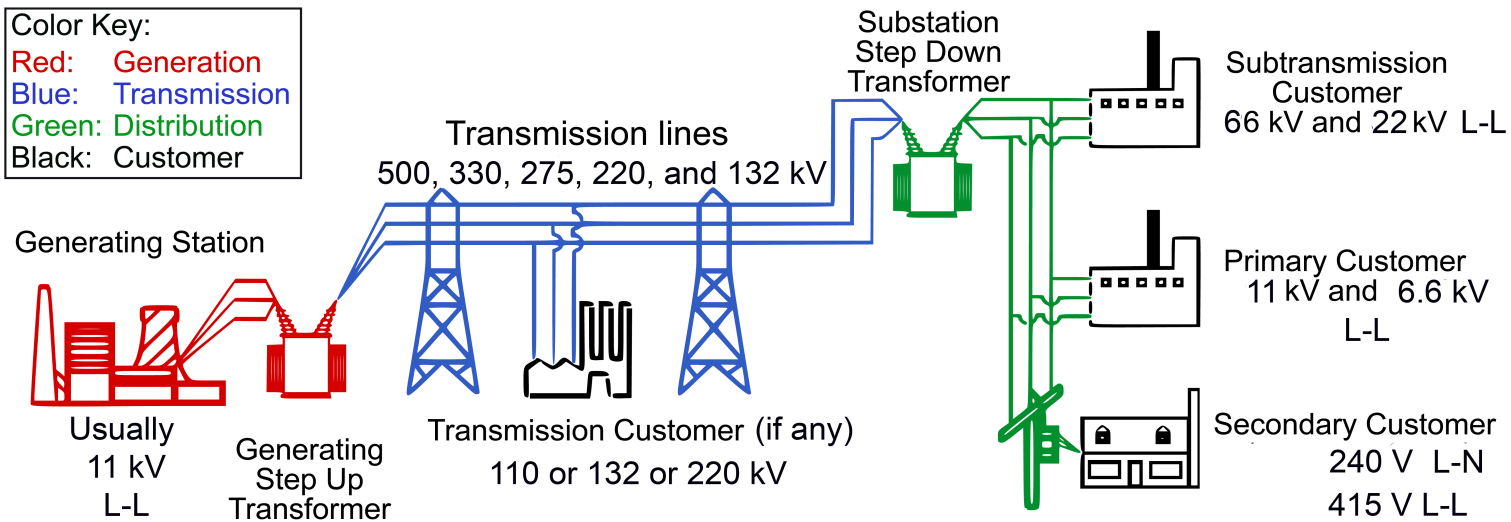 Color Key:
Red: Generation
Blue: Transmission
Green: Distribution
Black: Customer
Generating Station
Usually
11 kV
L-L
Generating
Step Up
Transformer
Transmission lines
500, 330, 275, 220, and 132 kV
Transmission Customer (if any)
110 or 132 or 220 kV
Substation
Step Down
Transformer
Subtransmission
Customer
66 kV and 22 kV L-L
Primary Customer
11 kV and 6.6 kV
L-L
Secondary Customer
240 V L-N
415 V L-L